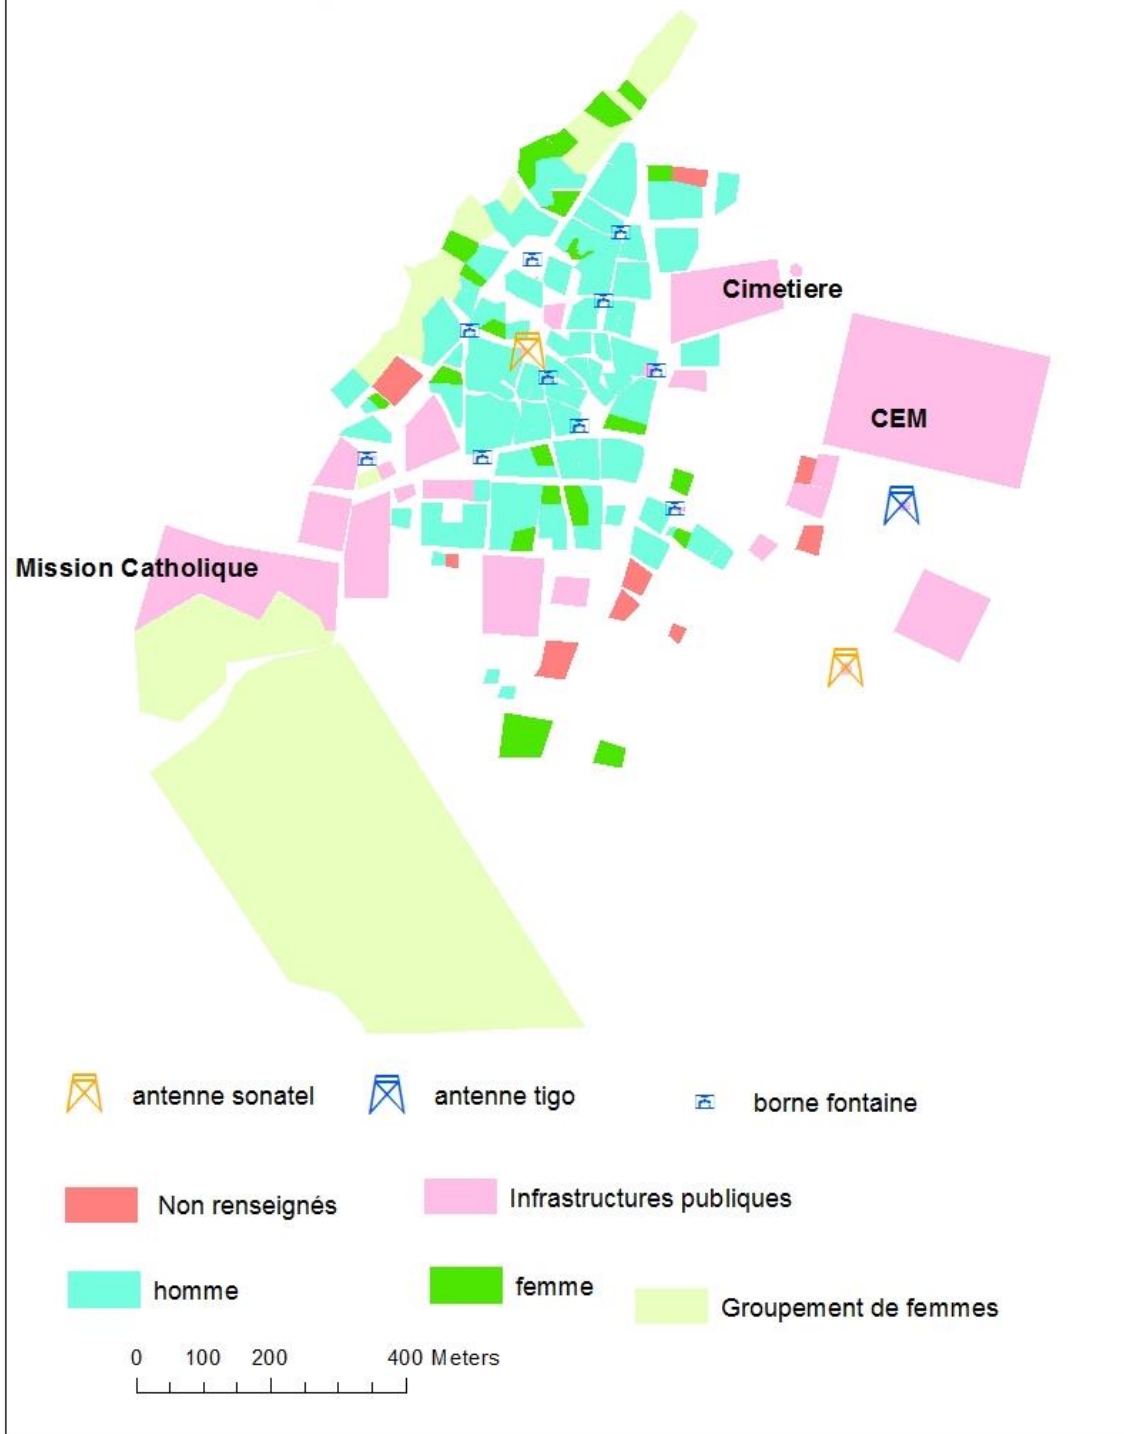 Cimetiere
CEM
Mission Catholique
antenne sonatel
antenne tigo
borne fontaine
Non renseignés
Infrastructures publiques
homme
femme
Groupement de femmes
0 100 200 400 Meters